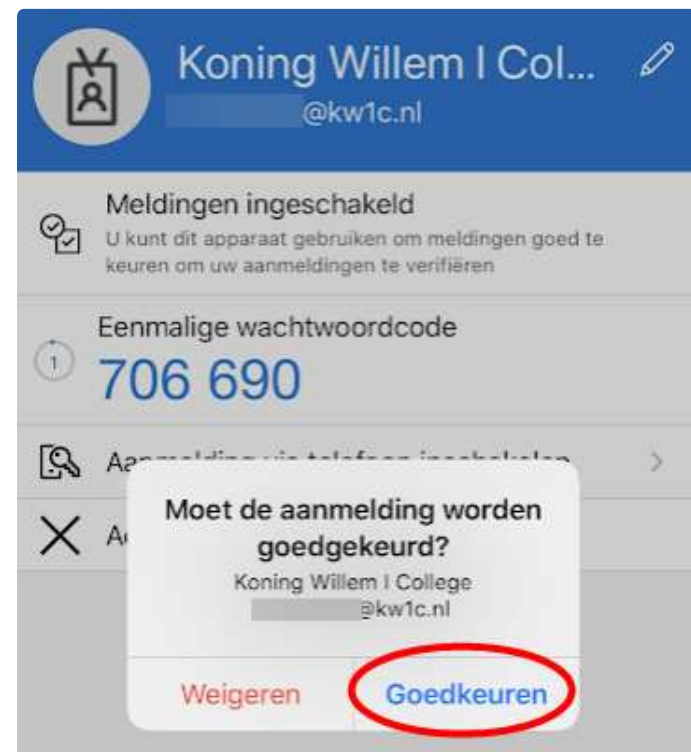 Koning Willem I Col...
@kw1c.nl
Meldingen ingeschakeld
U kunt dit apparaat gebruiken om meldingen goed te
keuren om uw aanmeldingen te verifiëren
Eenmalige wachtwoordcode
1
706 690
Moet de aanmelding worden
goedgekeurd?
Koning Willem I College
@kw1c.nl
Weigeren
Goedkeuren